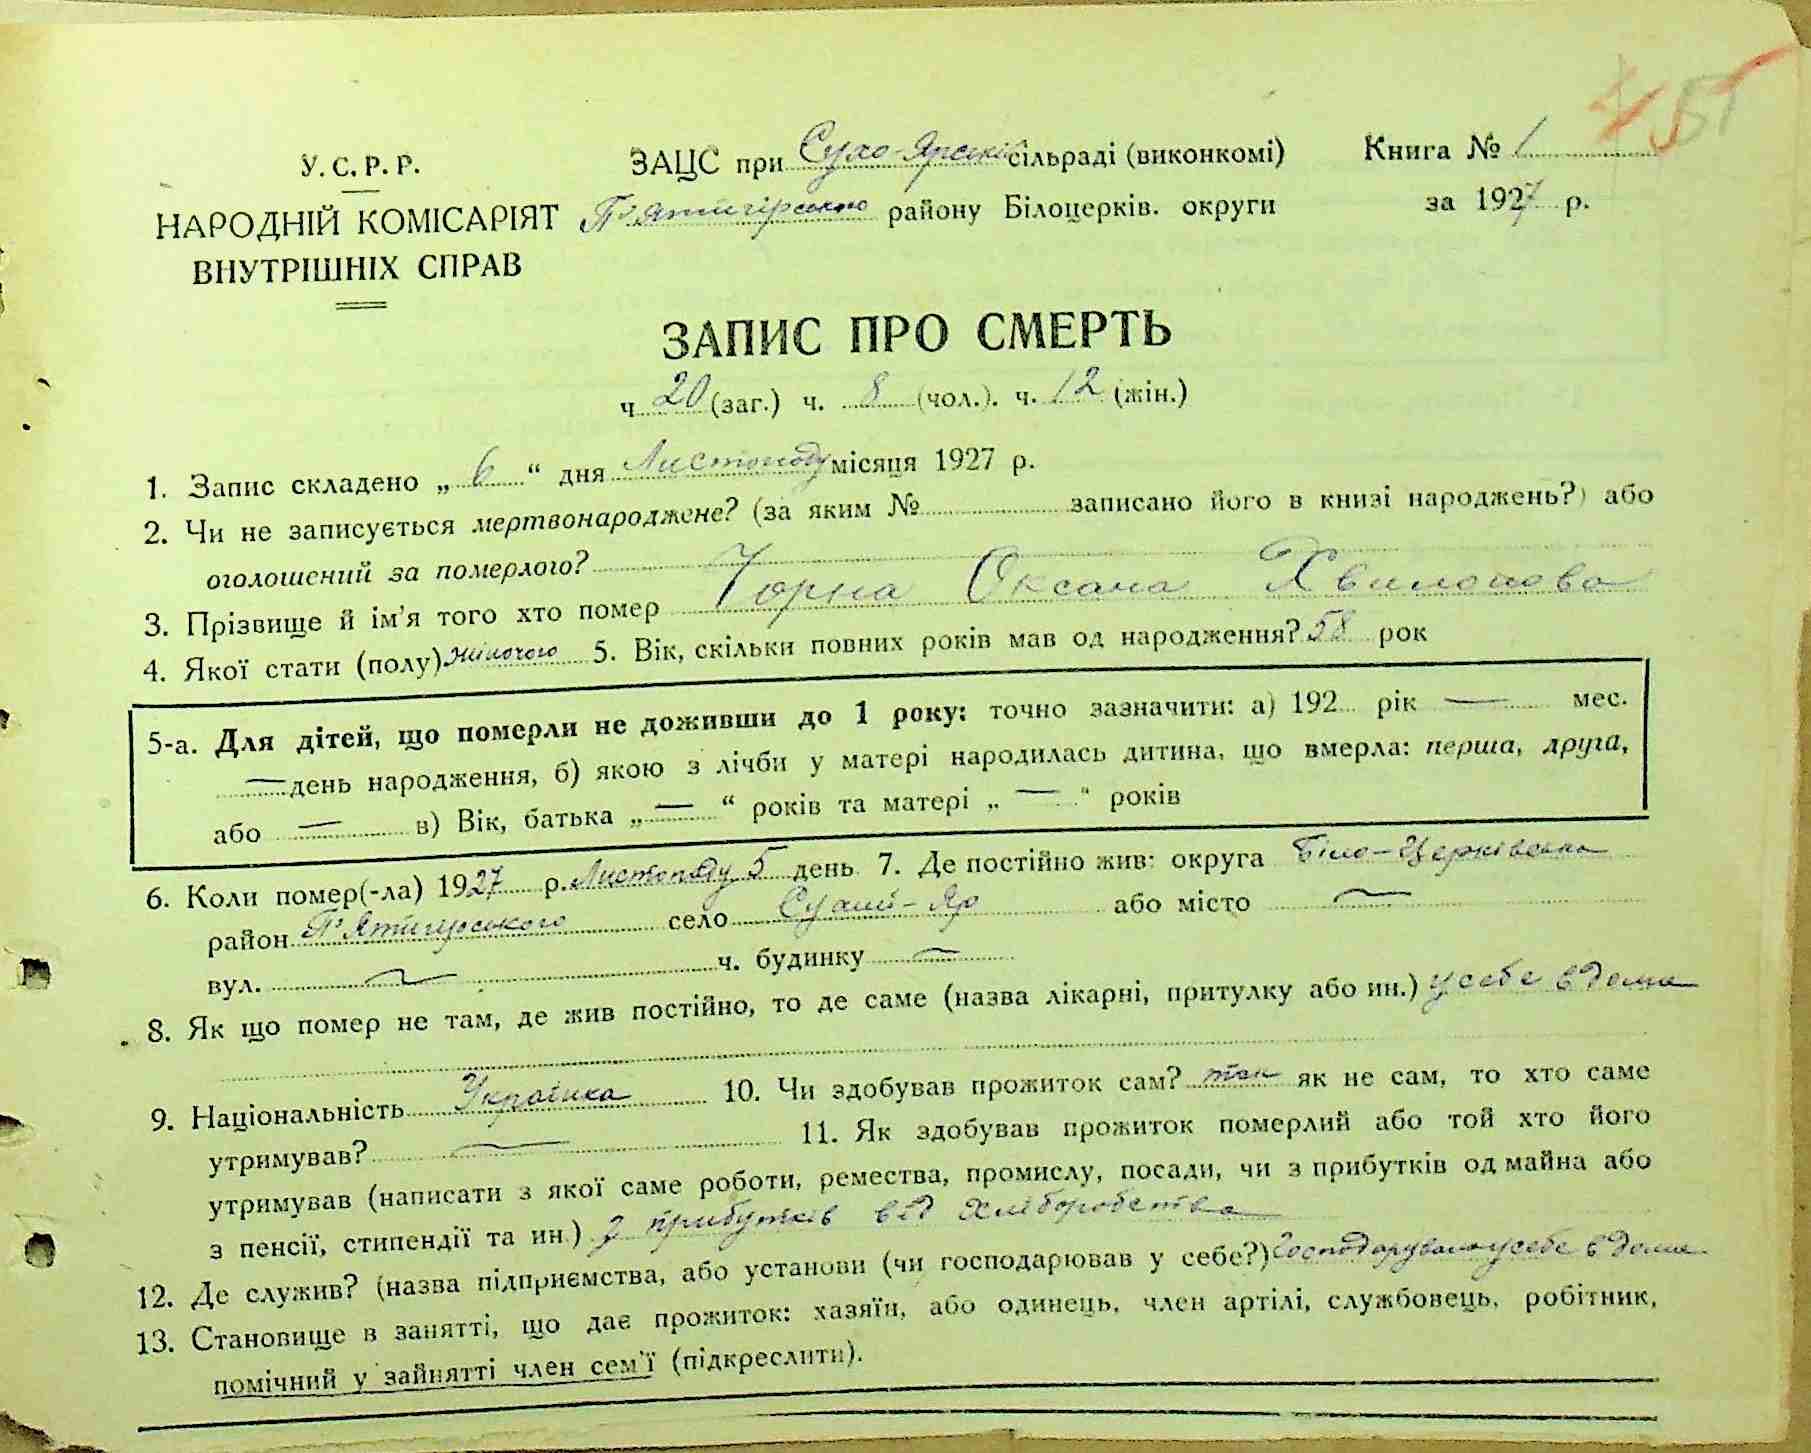 У.С.Р.Р.
НАРОДНІЙ КОМІСАРІЯТ
ВНУТРІШНІХ СПРАВ
ЗАЦС при Сухо-Ярській сільраді (виконкомі)
П'ятигірського району Білоцерків. округи
Книга № 1
за 1927 р.
ЗАПИС ПРО СМЕРТЬ
ч 20 (заг.) ч. 8 (чол.). ч. 12 (жін.)
1. Запис складено „ 6 “ дня Листопаду місяця 1927 р.
2. Чи не записується мертвонароджене? (за яким № записано його в книзі народжень?) або
оголошений за померлого?
3. Прізвище й ім'я того хто помер Чорна Оксана Хвилонова
4. Якої стати (полу) жіночого 5. Вік, скільки повних років мав од народження? 58 рок
5-а. Для дітей, що померли не доживши до 1 року: точно зазначити: а) 192 рік — мес.
— день народження, б) якою з лічби у матері народилась дитина, що вмерла: перша, друга,
або — в) Вік, батька „ — “ років та матері „ — “ років
6. Коли помер(-ла) 1927 р. Листопаду 5 день 7. Де постійно жив: округа Біло-Церківська
район П'ятигірського село Сухий-Яр або місто —
вул. — ч. будинку —
8. Як що помер не там, де жив постійно, то де саме (назва лікарні, притулку або ин.) у себе в дома
9. Національність Українка 10. Чи здобував прожиток сам? так як не сам, то хто саме
утримував? — 11. Як здобував прожиток померлий або той хто його
утримував (написати з якої саме роботи, ремества, промислу, посади, чи з прибутків од майна або
з пенсії, стипендії та ин.) з прибутків від хліборобства
12. Де служив? (назва підприємства, або установи (чи господарював у себе?) Господарувала у себе в дома
13. Становище в занятті, що дає прожиток: хазяїн, або одинець, член артілі, службовець, робітник,
помічний у зайнятті член сем'ї (підкреслити).